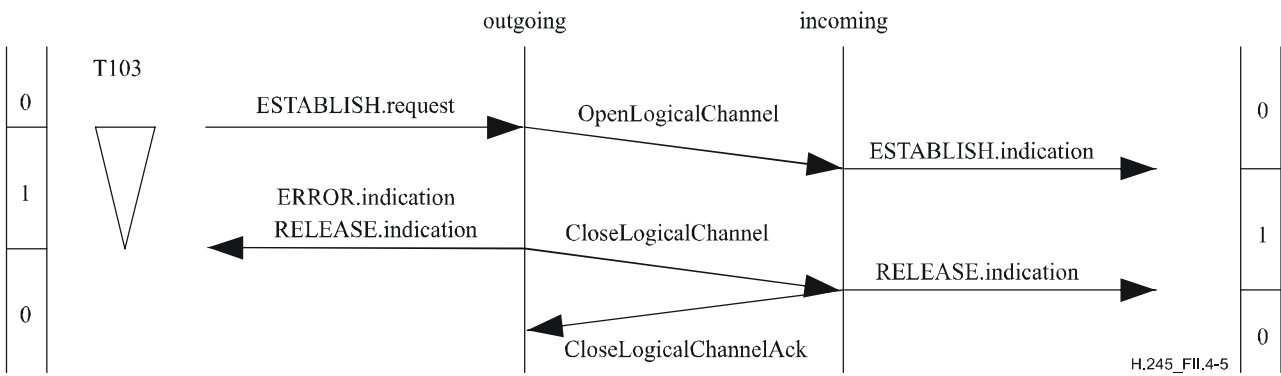 outgoing
incoming
T103
0
ESTABLISH.request
OpenLogicalChannel
0
ESTABLISH.indication
1
ERROR.indication
RELEASE.indication
CloseLogicalChannel
1
RELEASE.indication
0
CloseLogicalChannelAck
0
H.245_FII.4-5